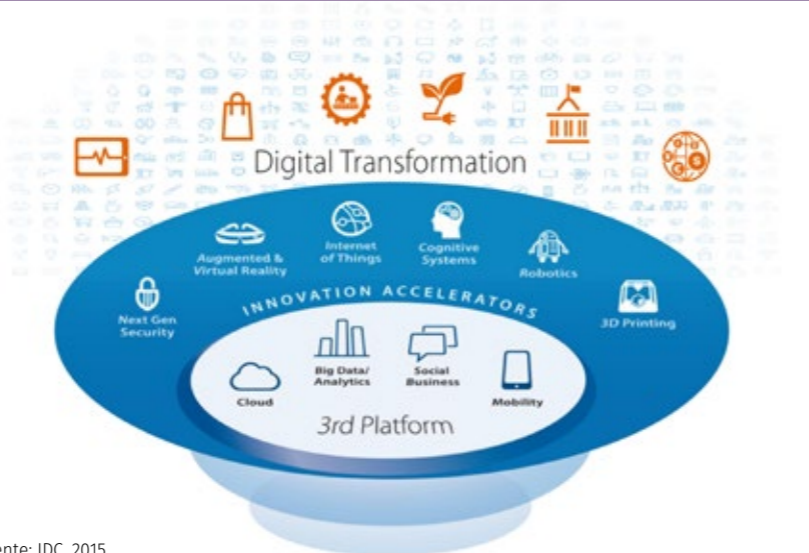 Digital Transformation
Augmented &
Virtual Reality
Internet
of Things
Cognitive
Systems
Robotics
Next Gen
Security
3D Printing
INNOVATION ACCELERATORS
Cloud
Big Data/
Analytics
Social
Business
Mobility
3rd Platform
ente: IDC, 2015